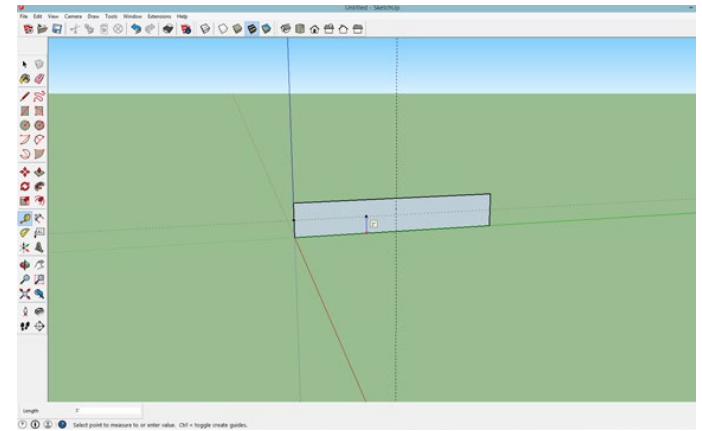 Untitled - SketchUp
File Edit View Camera Draw Tools Window Extensions Help
Length 3'
Select point to measure to or enter value. Ctrl = toggle create guides.